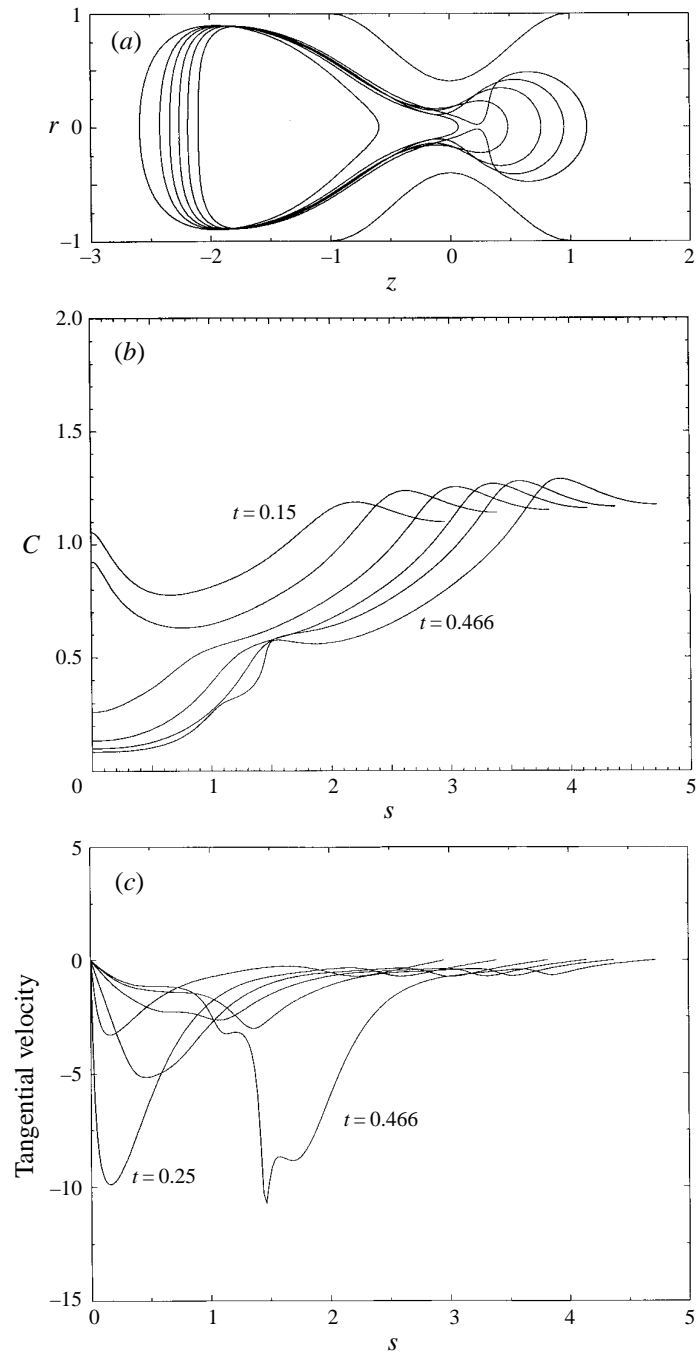 1
(a)
r
0
–1
–3
–2
–1
0
1
2
z
2.0
(b)
1.5
t = 0.15
C
1.0
t = 0.466
0.5
0
1
2
3
4
5
s
5
(c)
0
Tangential velocity
–5
t = 0.466
t = 0.25
–10
–15
0
1
2
3
4
5
s